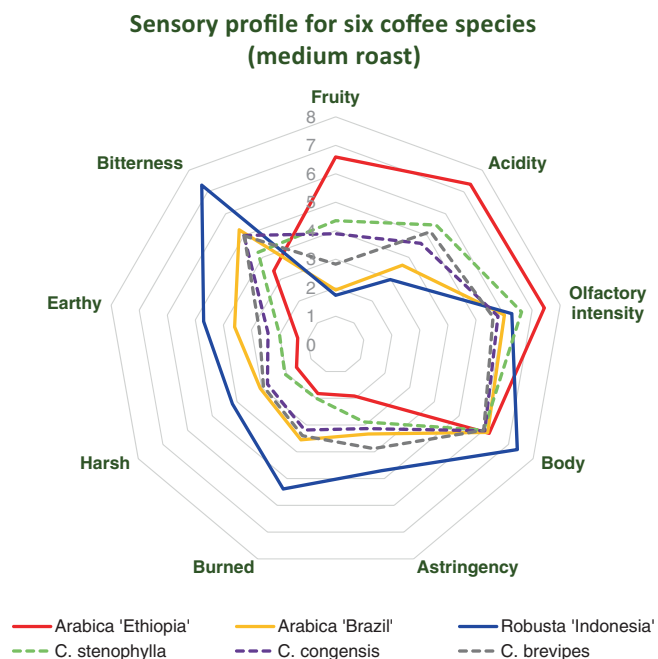 Sensory profile for six coffee species
(medium roast)
Fruity
8
7
6
5
4
3
2
1
0
Bitterness
Acidity
Earthy
Olfactory
intensity
Harsh
Body
Burned
Astringency
Arabica 'Ethiopia'
Arabica 'Brazil'
Robusta 'Indonesia'
C. stenophylla
C. congensis
C. brevipes